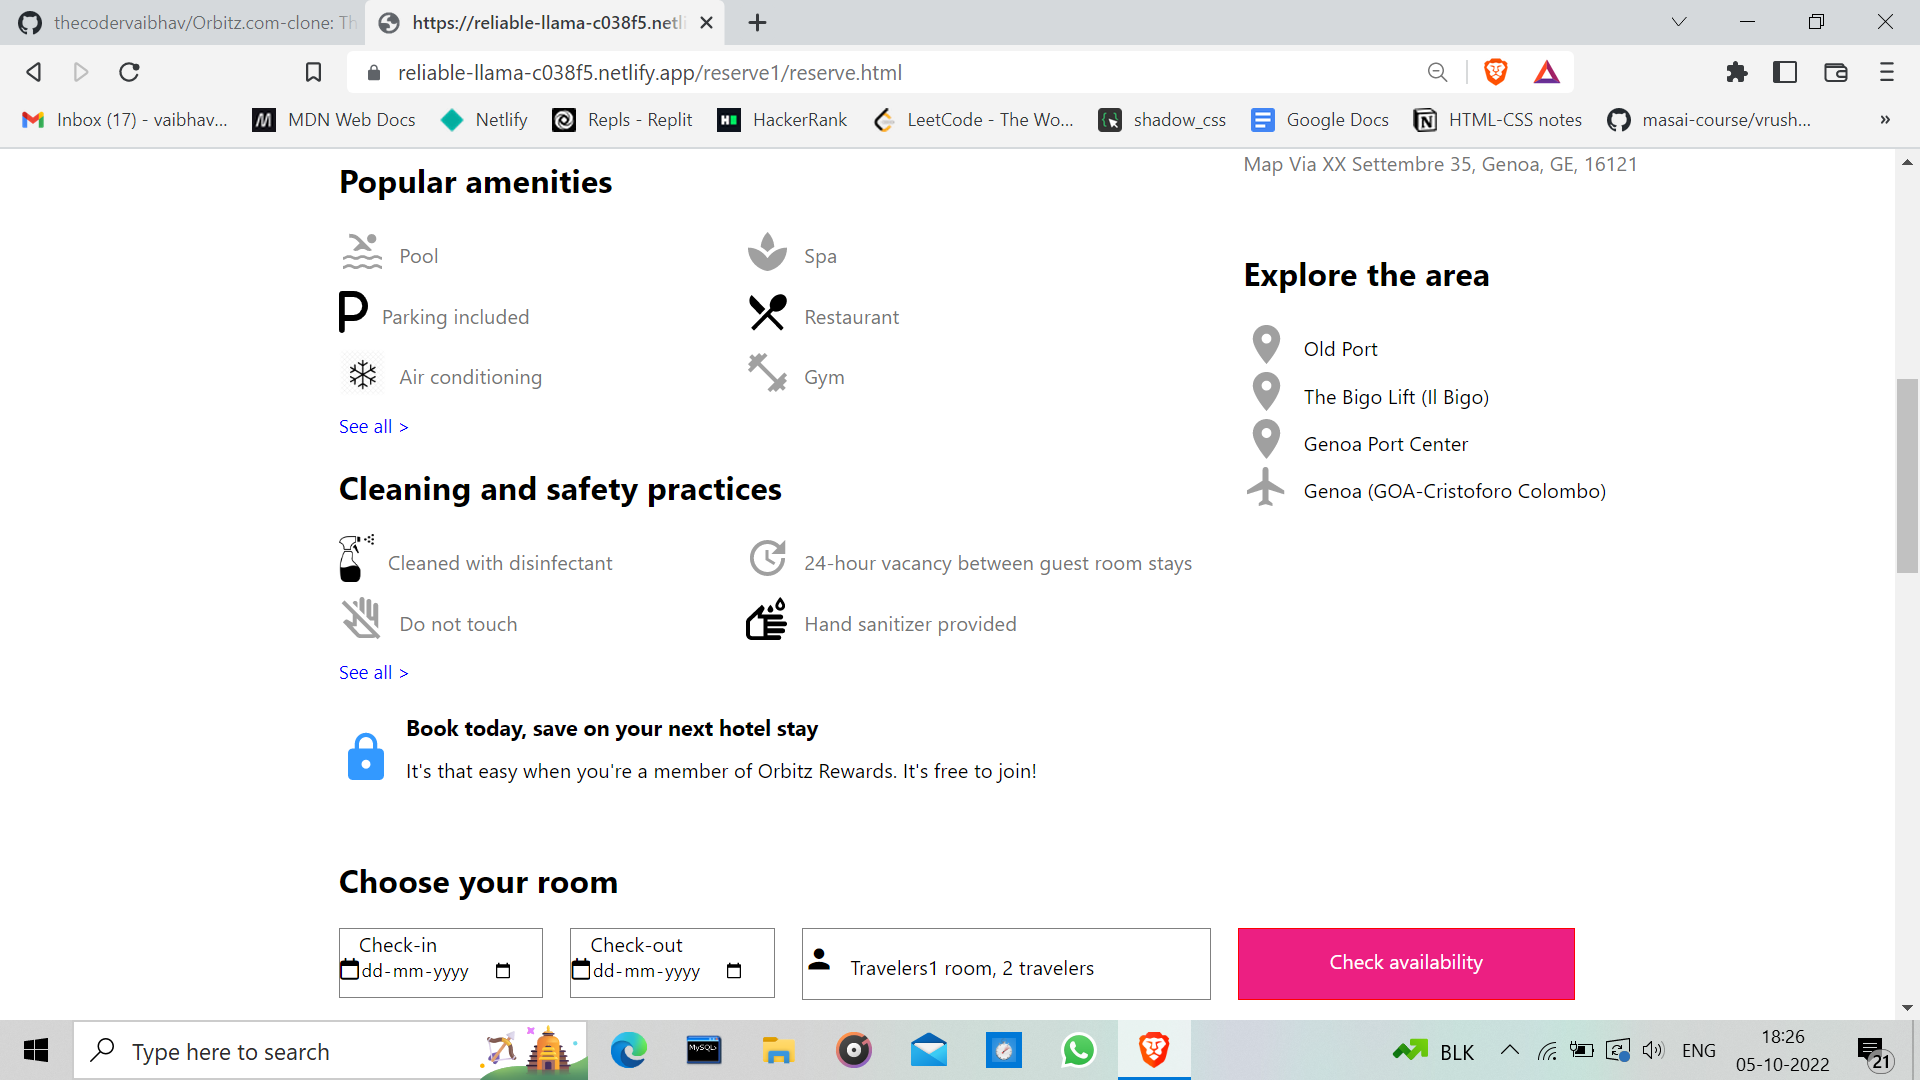 thecodervaibhav/Orbitz.com-clone: Th
https://reliable-llama-c038f5.netli
reliable-llama-c038f5.netlify.app/reserve1/reserve.html
Inbox (17) - vaibhav...
MDN Web Docs
Netlify
Repls - Replit
HackerRank
LeetCode - The Wo...
shadow_css
Google Docs
HTML-CSS notes
masai-course/vrush...
»
Map Via XX Settembre 35, Genoa, GE, 16121
Popular amenities
Pool
Spa
Parking included
Restaurant
Air conditioning
Gym
See all >
Explore the area
Old Port
The Bigo Lift (Il Bigo)
Genoa Port Center
Genoa (GOA-Cristoforo Colombo)
Cleaning and safety practices
Cleaned with disinfectant
24-hour vacancy between guest room stays
Do not touch
Hand sanitizer provided
See all >
Book today, save on your next hotel stay
It's that easy when you're a member of Orbitz Rewards. It's free to join!
Choose your room
Check-in
dd-mm-yyyy
Check-out
dd-mm-yyyy
Travelers1 room, 2 travelers
Check availability
Type here to search
MySQL
BLK
ENG
18:26
05-10-2022
21